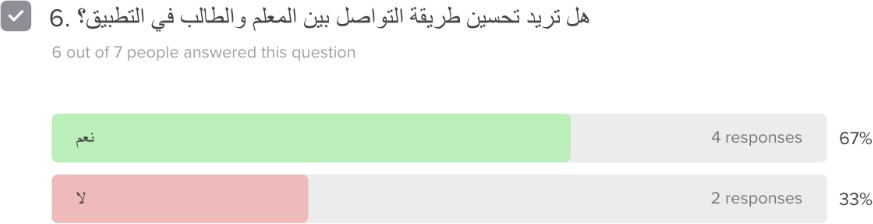 6. هل تريد تحسين طريقة التواصل بين المعلم والطالب في التطبيق؟
6 out of 7 people answered this question
نعم 4 responses 67%
لا 2 responses 33%